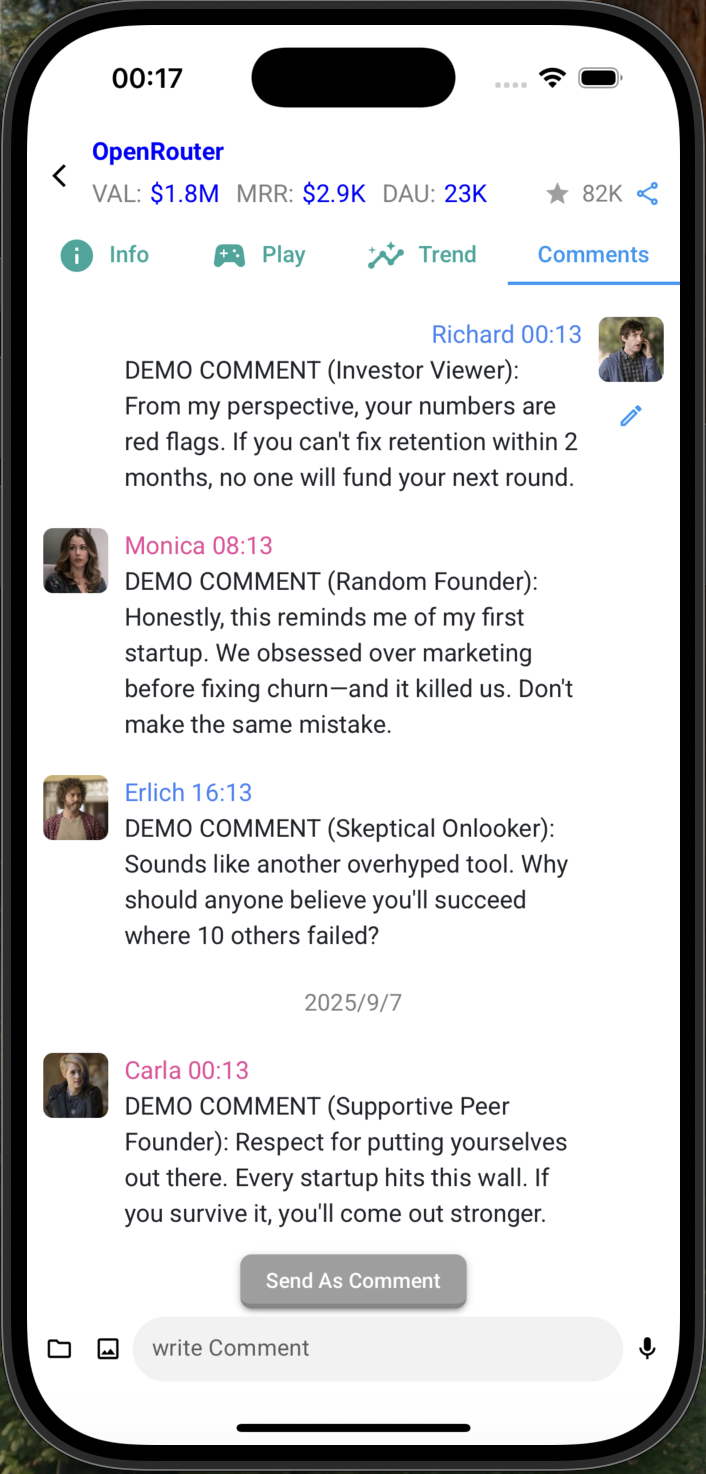 00:17
OpenRouter
VAL: $1.8M MRR: $2.9K DAU: 23K 82K
Info Play Trend Comments
Richard 00:13
DEMO COMMENT (Investor Viewer):
From my perspective, your numbers are
red flags. If you can't fix retention within 2
months, no one will fund your next round.
Monica 08:13
DEMO COMMENT (Random Founder):
Honestly, this reminds me of my first
startup. We obsessed over marketing
before fixing churn—and it killed us. Don't
make the same mistake.
Erlich 16:13
DEMO COMMENT (Skeptical Onlooker):
Sounds like another overhyped tool. Why
should anyone believe you'll succeed
where 10 others failed?
2025/9/7
Carla 00:13
DEMO COMMENT (Supportive Peer
Founder): Respect for putting yourselves
out there. Every startup hits this wall. If
you survive it, you'll come out stronger.
Send As Comment
write Comment